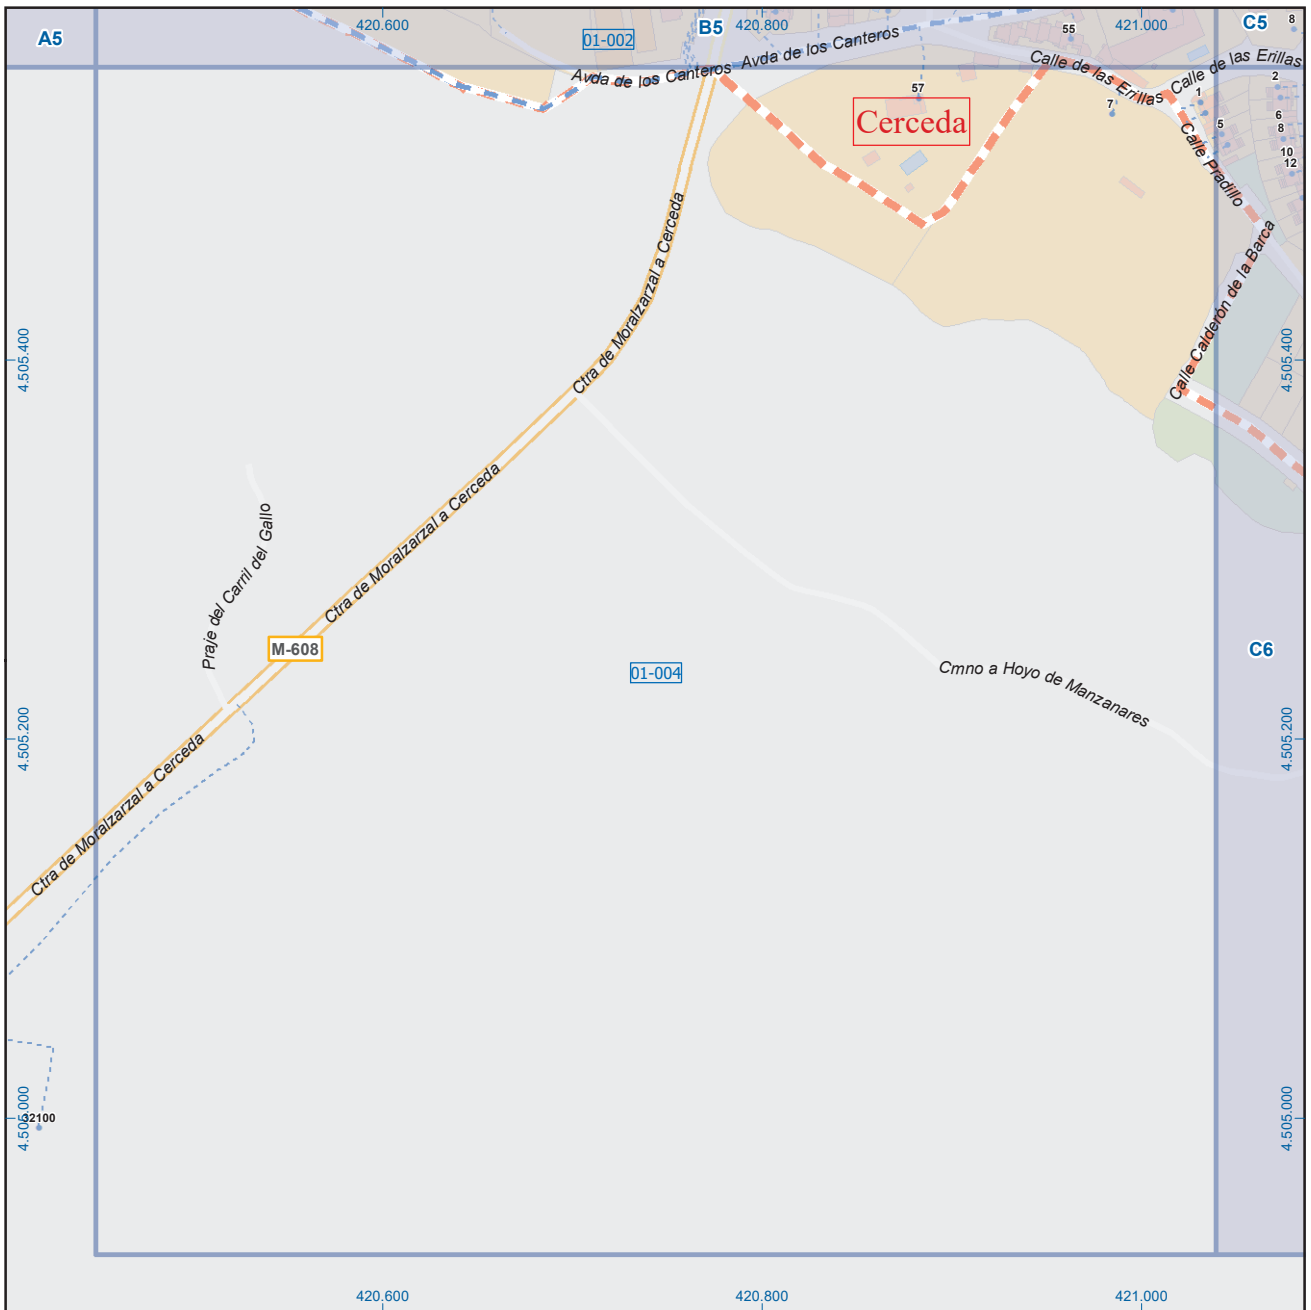 420.600
420.800
421.000
A5
B5
C5
01-002
55
8
Avda de los Canteros
Avda de los Canteros
Calle de las Erillas
Calle de las Erillas
57
Cerceda
7
1
5
2
6
8
10
12
Calle Pradillo
Ctra de Moralzarzal a Cerceda
Calle Calderón de la Barca
4.505.400
4.505.400
Ctra de Moralzarzal a Cerceda
Praje del Carril del Gallo
M-608
01-004
Cmno a Hoyo de Manzanares
C6
4.505.200
4.505.200
Ctra de Moralzarzal a Cerceda
32100
4.505.000
4.505.000
420.600
420.800
421.000